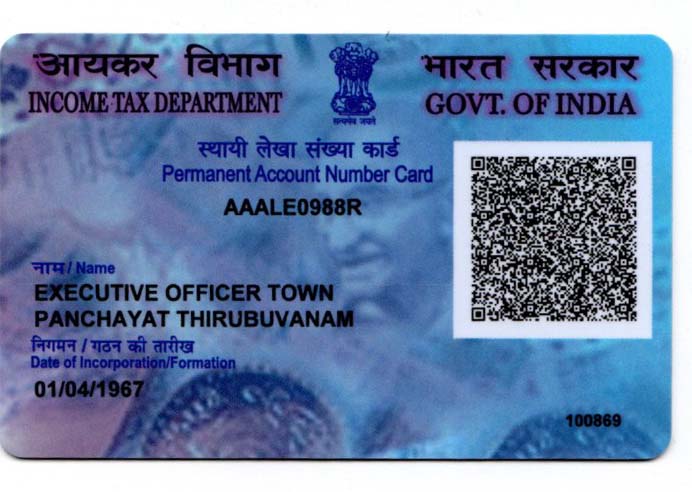 आयकर विभाग
INCOME TAX DEPARTMENT
सत्यमेव जयते
भारत सरकार
GOVT. OF INDIA
स्थायी लेखा संख्या कार्ड
Permanent Account Number Card
AAALE0988R
नाम / Name
EXECUTIVE OFFICER TOWN
PANCHAYAT THIRUBUVANAM
निगमन / गठन की तारीख
Date of Incorporation/Formation
01/04/1967
100869